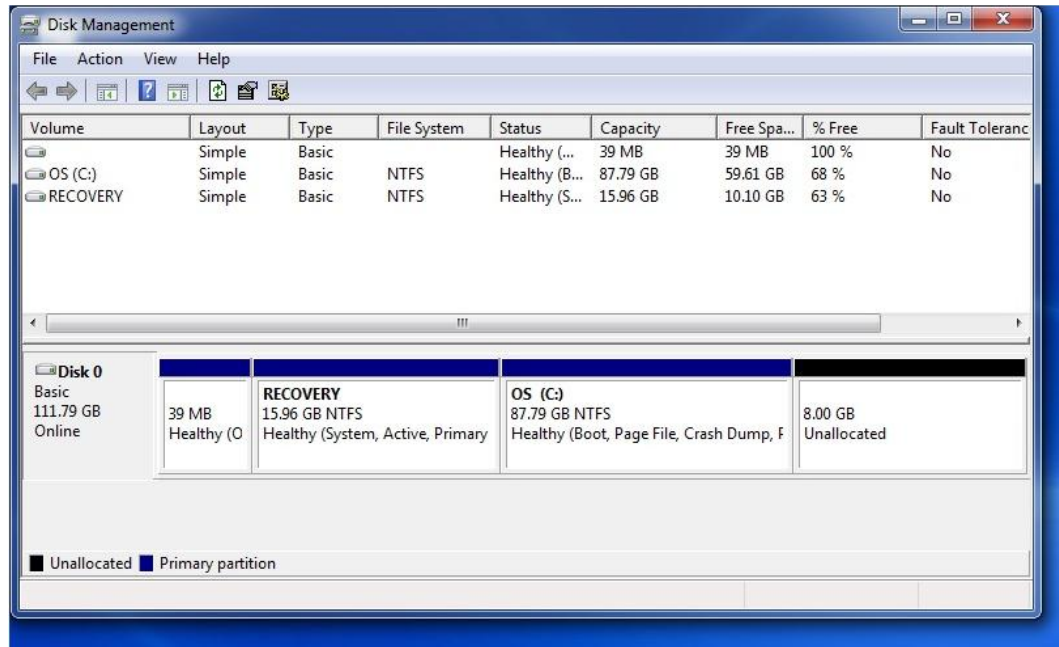 Disk Management
File Action View Help
Volume Layout Type File System Status Capacity Free Spa... % Free Fault Toleranc
Simple Basic Healthy (... 39 MB 39 MB 100 % No
OS (C:) Simple Basic NTFS Healthy (B... 87.79 GB 59.61 GB 68 % No
RECOVERY Simple Basic NTFS Healthy (S... 15.96 GB 10.10 GB 63 % No
Disk 0
Basic
111.79 GB
Online
39 MB
Healthy (O
RECOVERY
15.96 GB NTFS
Healthy (System, Active, Primary
OS (C:)
87.79 GB NTFS
Healthy (Boot, Page File, Crash Dump, F
8.00 GB
Unallocated
Unallocated Primary partition